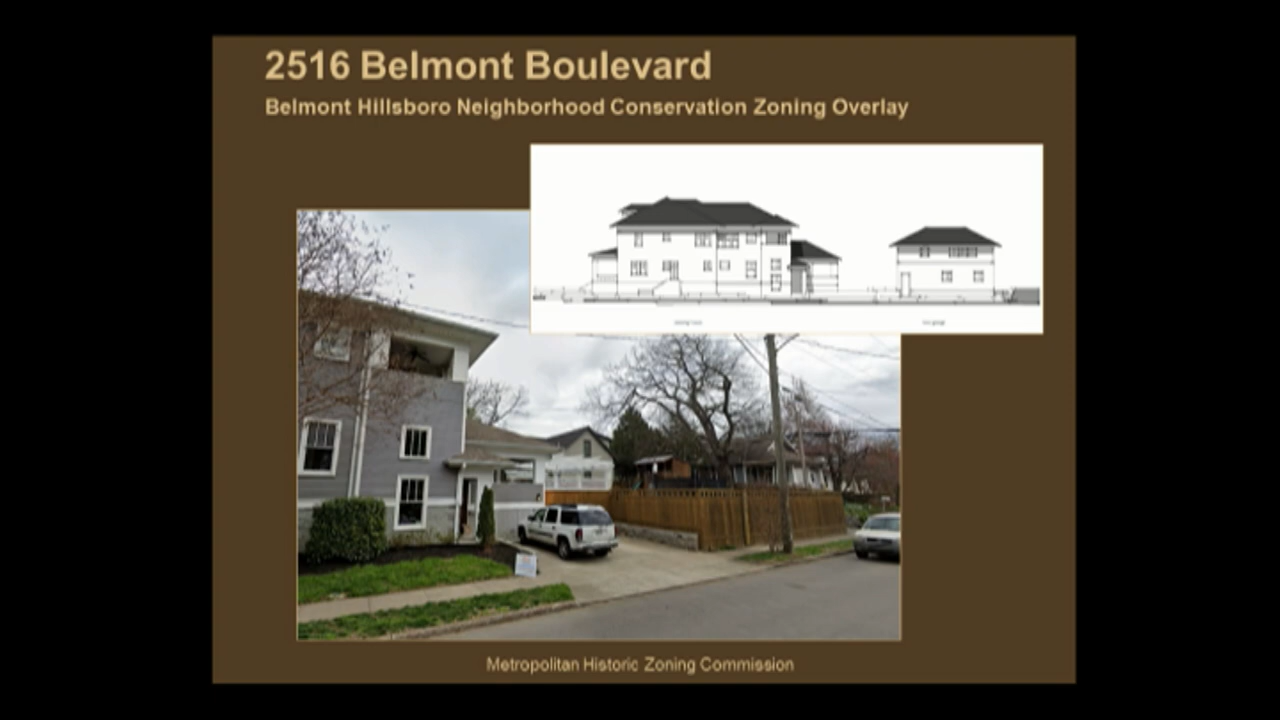 2516 Belmont Boulevard
Belmont Hillsboro Neighborhood Conservation Zoning Overlay
Metropolitan Historic Zoning Commission